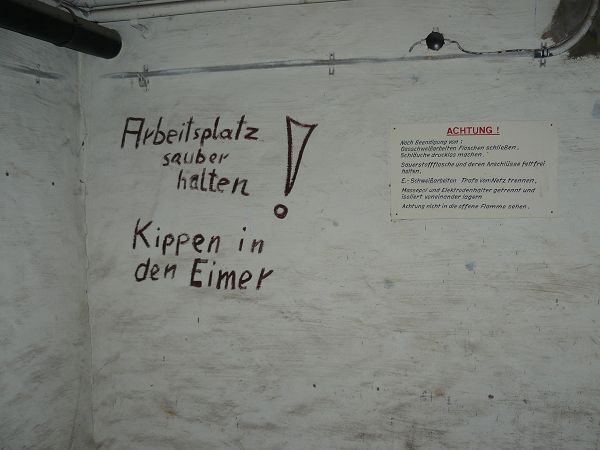 Arbeitsplatz
sauber
halten !
Kippen in
den Eimer
ACHTUNG !
Nach Beendigung von :
Gasschweißarbeiten Flaschen schließen.
Schläuche drucklos machen.
Sauerstoffflasche und deren Anschlüsse fettfrei
halten.
E.- Schweißarbeiten - Trafo vom Netz trennen,
Massepol und Elektrodenhalter getrennt und
isoliert voneinander lagern
Achtung nicht in die offene Flamme sehen.